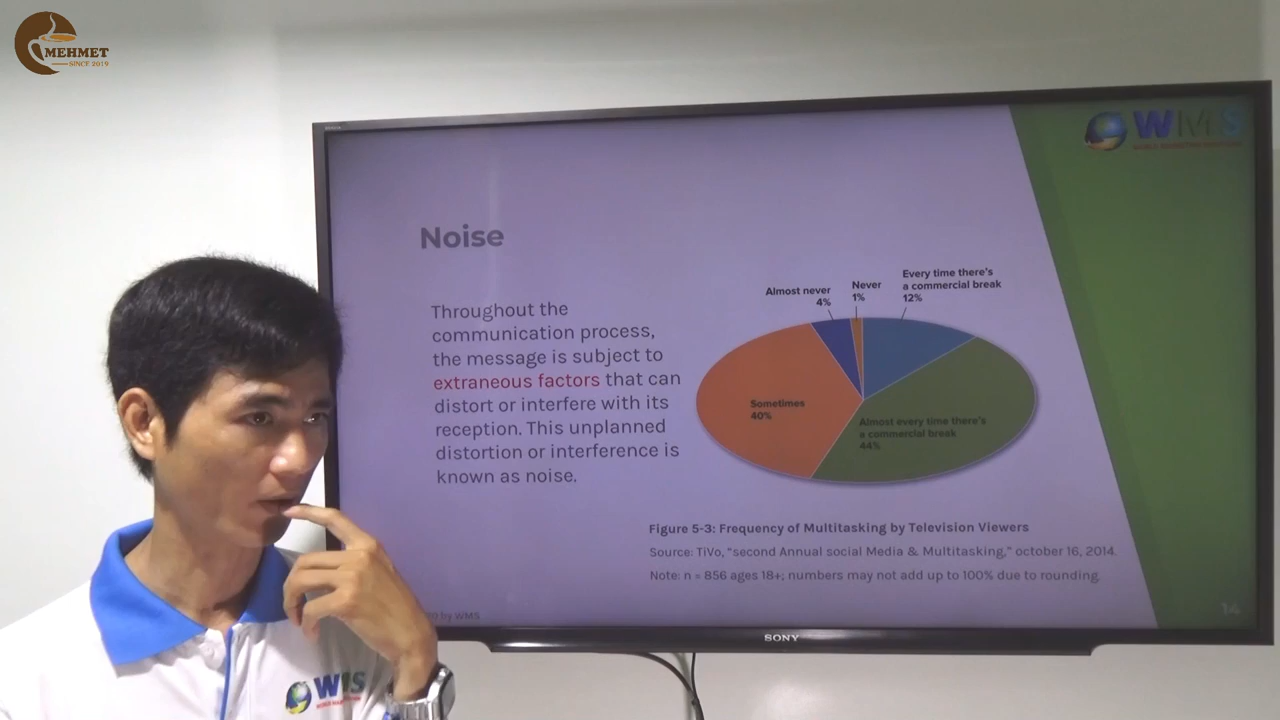 MEHMET
SINCE 2019
WMS
Noise
Throughout the
communication process,
the message is subject to
extraneous factors that can
distort or interfere with its
reception. This unplanned
distortion or interference is
known as noise.
Almost never
4%
Never
1%
Every time there's
a commercial break
12%
Sometimes
40%
Almost every time there's
a commercial break
44%
Figure 5-3: Frequency of Multitasking by Television Viewers
Source: TiVo, "second Annual social Media & Multitasking," october 16, 2014.
Note: n = 856 ages 18+; numbers may not add up to 100% due to rounding.
by WMS
14
SONY
WMS